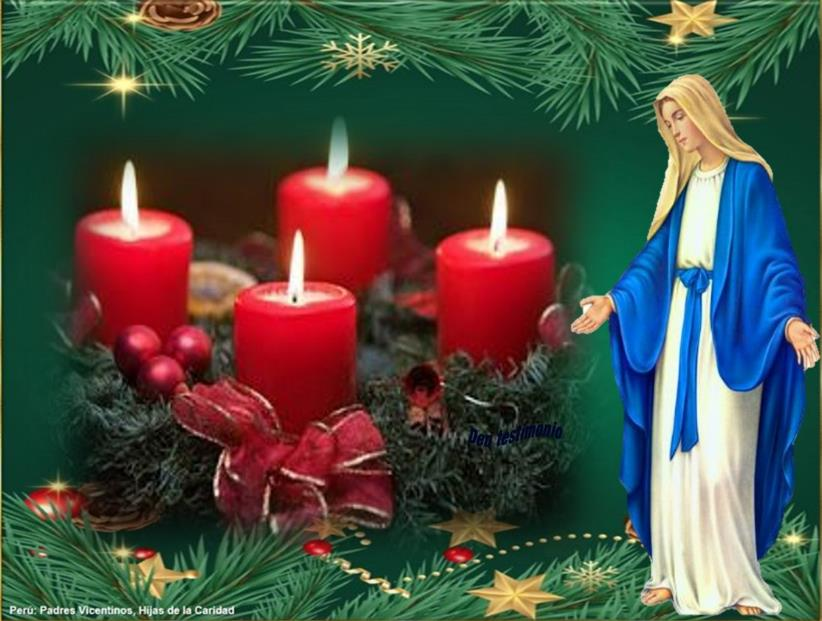 Den testimonio
Perú: Padres Vicentinos, Hijas de la Caridad